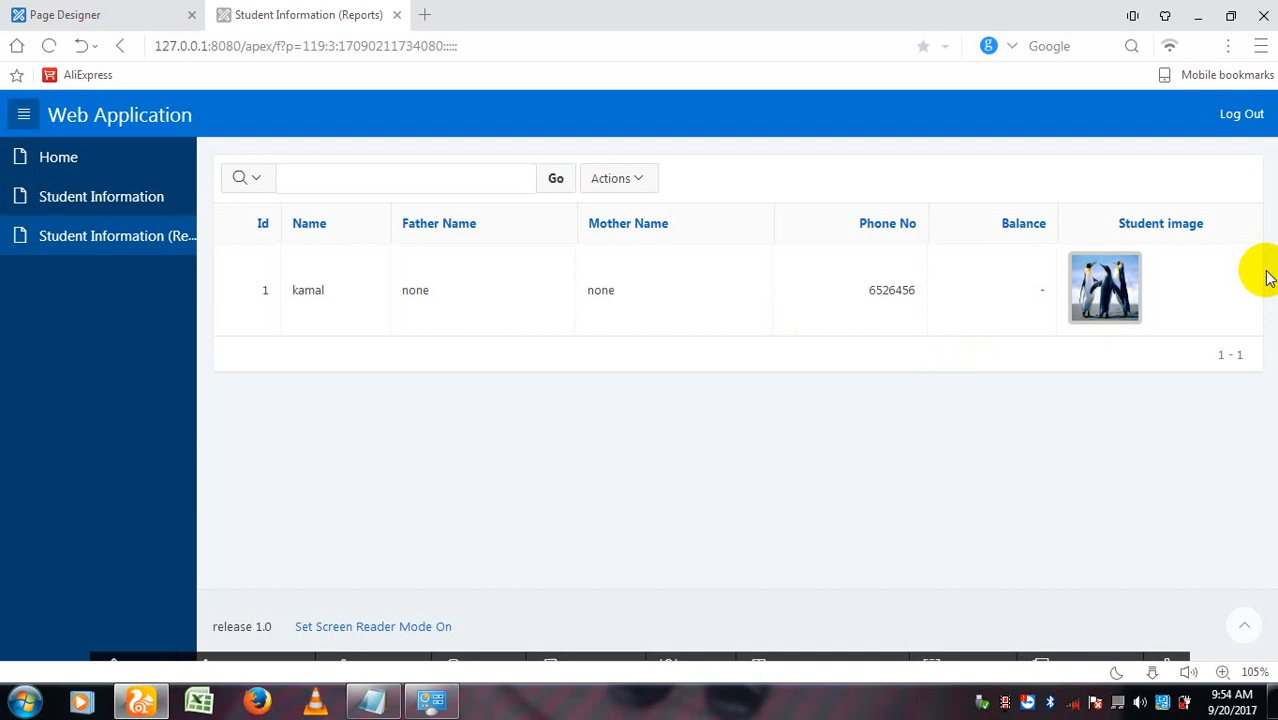 Page Designer
Student Information (Reports)
127.0.0.1:8080/apex/f?p=119:3:17090211734080:::::
g
Google
AliExpress
Mobile bookmarks
Web Application
Log Out
Home
Student Information
Student Information (Re...
Go
Actions
Id Name Father Name Mother Name Phone No Balance Student image
1 kamal none none 6526456 -
1 - 1
release 1.0 Set Screen Reader Mode On
105%
9:54 AM
9/20/2017